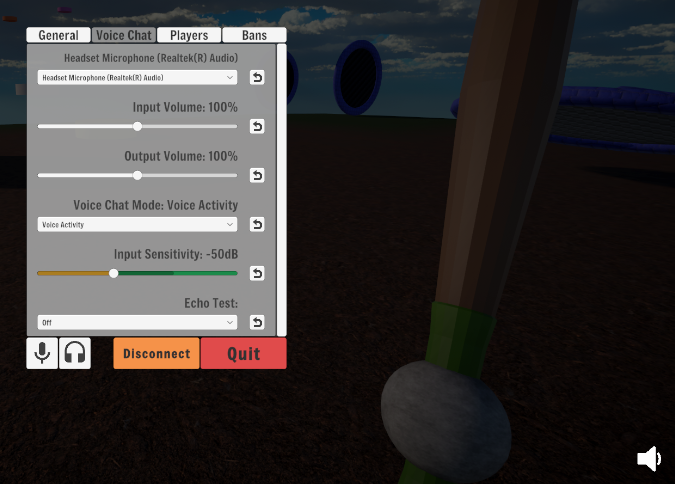 General Voice Chat Players Bans
Headset Microphone (Realtek(R) Audio)
Headset Microphone (Realtek(R) Audio)
Input Volume: 100%
Output Volume: 100%
Voice Chat Mode: Voice Activity
Voice Activity
Input Sensitivity: -50dB
Echo Test:
Off
Disconnect Quit